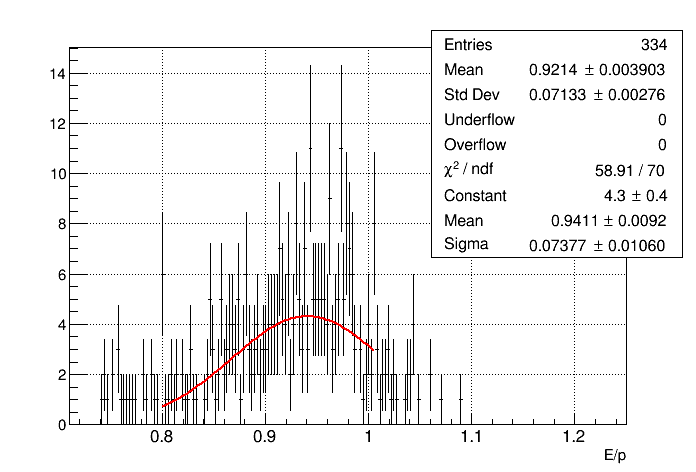 Entries 334
Mean 0.9214 ± 0.003903
Std Dev 0.07133 ± 0.00276
Underflow 0
Overflow 0
χ² / ndf 58.91 / 70
Constant 4.3 ± 0.4
Mean 0.9411 ± 0.0092
Sigma 0.07377 ± 0.01060
14
12
10
8
6
4
2
0
0.8 0.9 1 1.1 1.2
E/p